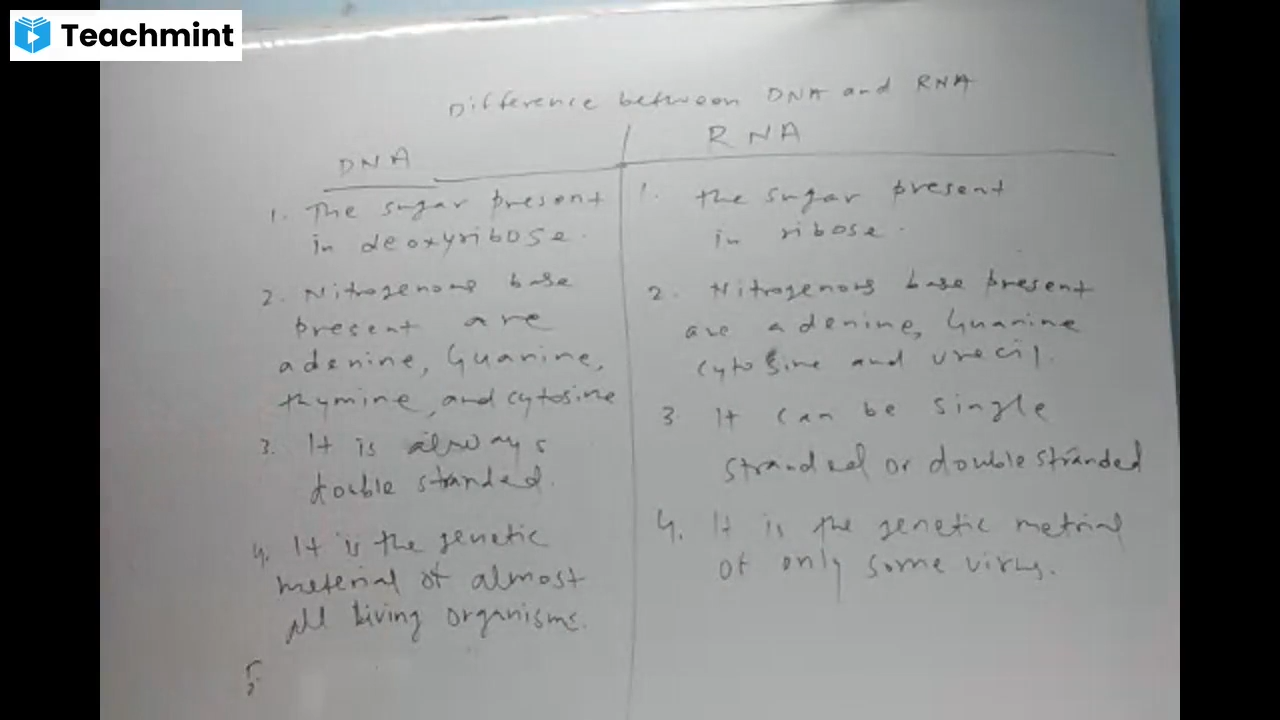 Teachmint
Difference between DNA and RNA
DNA
1. The sugar present
in deoxyribose.
2. Nitrogenous base
present are
adenine, Guanine,
thymine, and cytosine
3. It is always
double stranded.
4. It is the genetic
meterial of almost
all living organisms.
5.
RNA
1. the sugar present
in ribose.
2. Nitrogenous base present
are adenine, Guanine
cytosine and urecil.
3 It can be single
stranded or double stranded
4. It is the genetic metrial
of only some virus.